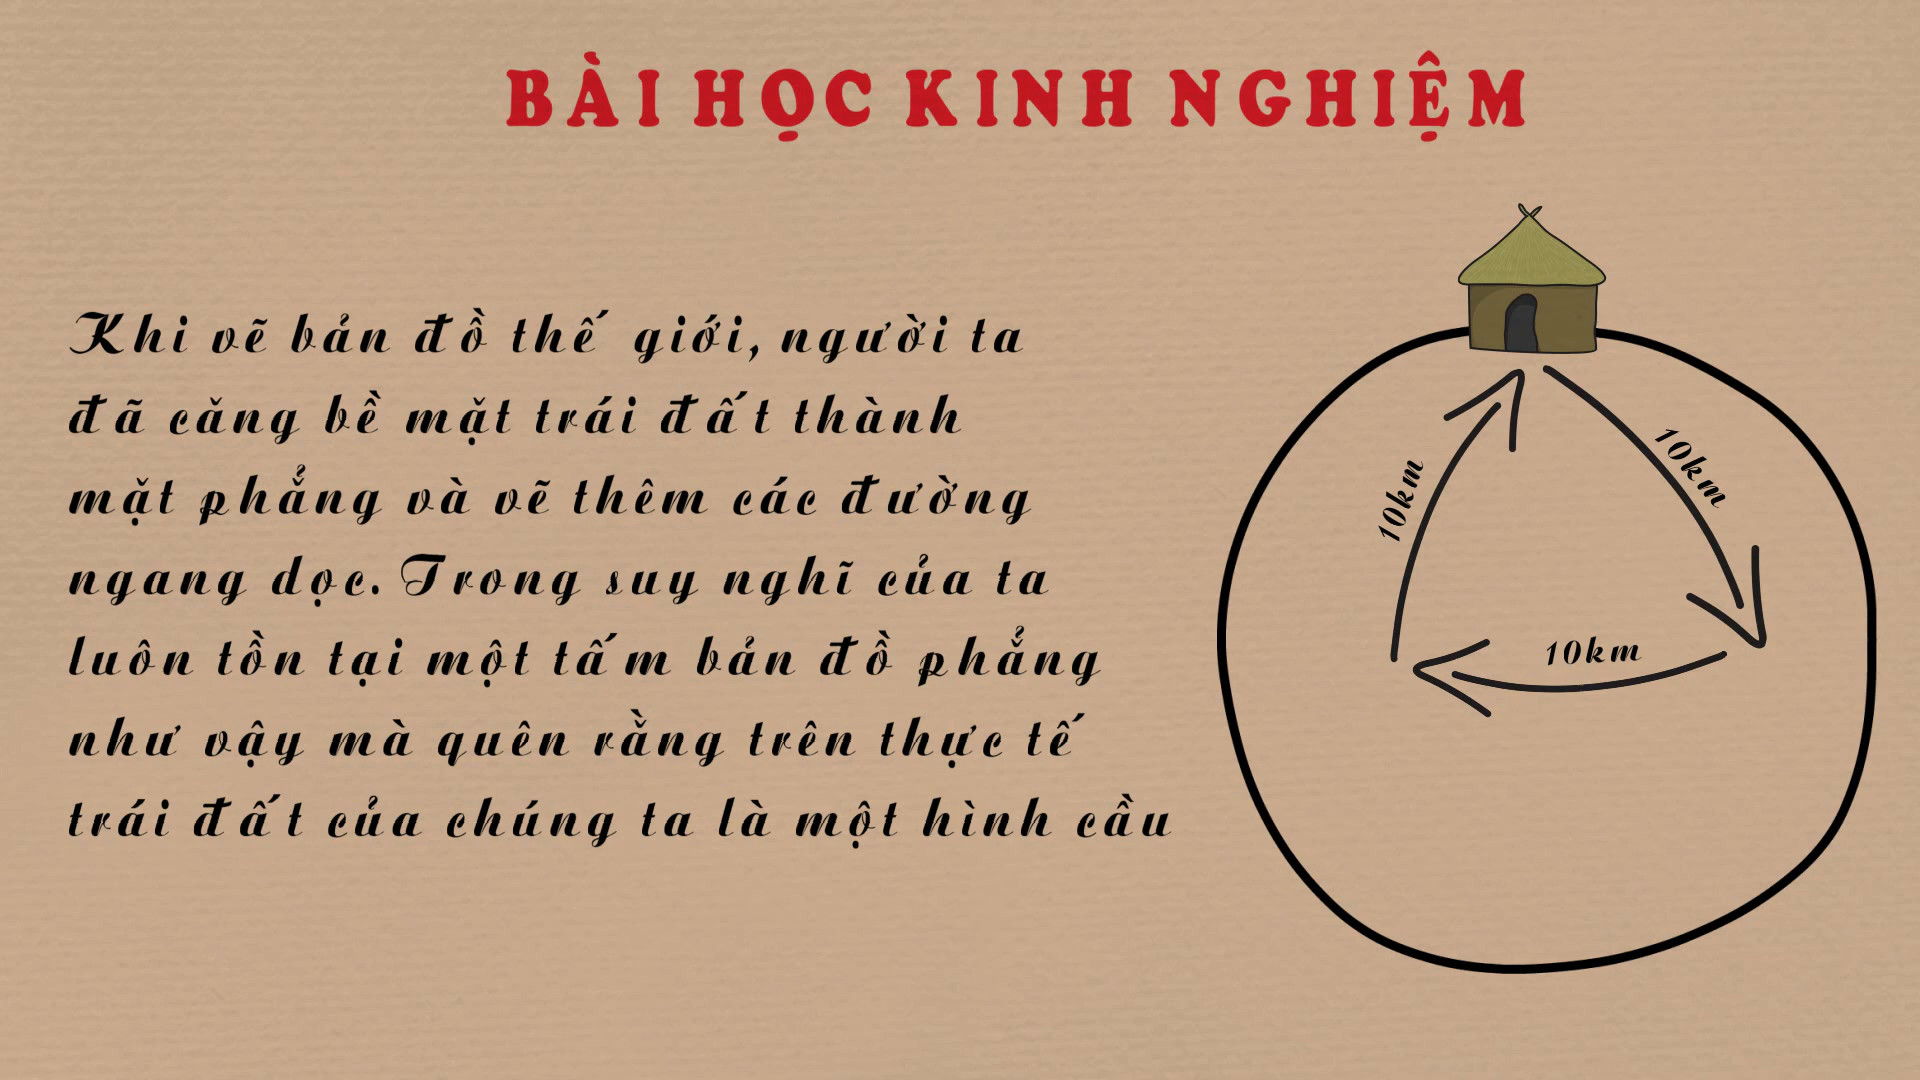 BÀI HỌC KINH NGHIỆM
Khi vẽ bản đồ thế giới, người ta
đã căng bề mặt trái đất thành
mặt phẳng và vẽ thêm các đường
ngang dọc. Trong suy nghĩ của ta
luôn tồn tại một tấm bản đồ phẳng
như vậy mà quên rằng trên thực tế
trái đất của chúng ta là một hình cầu
10km
10km
10km